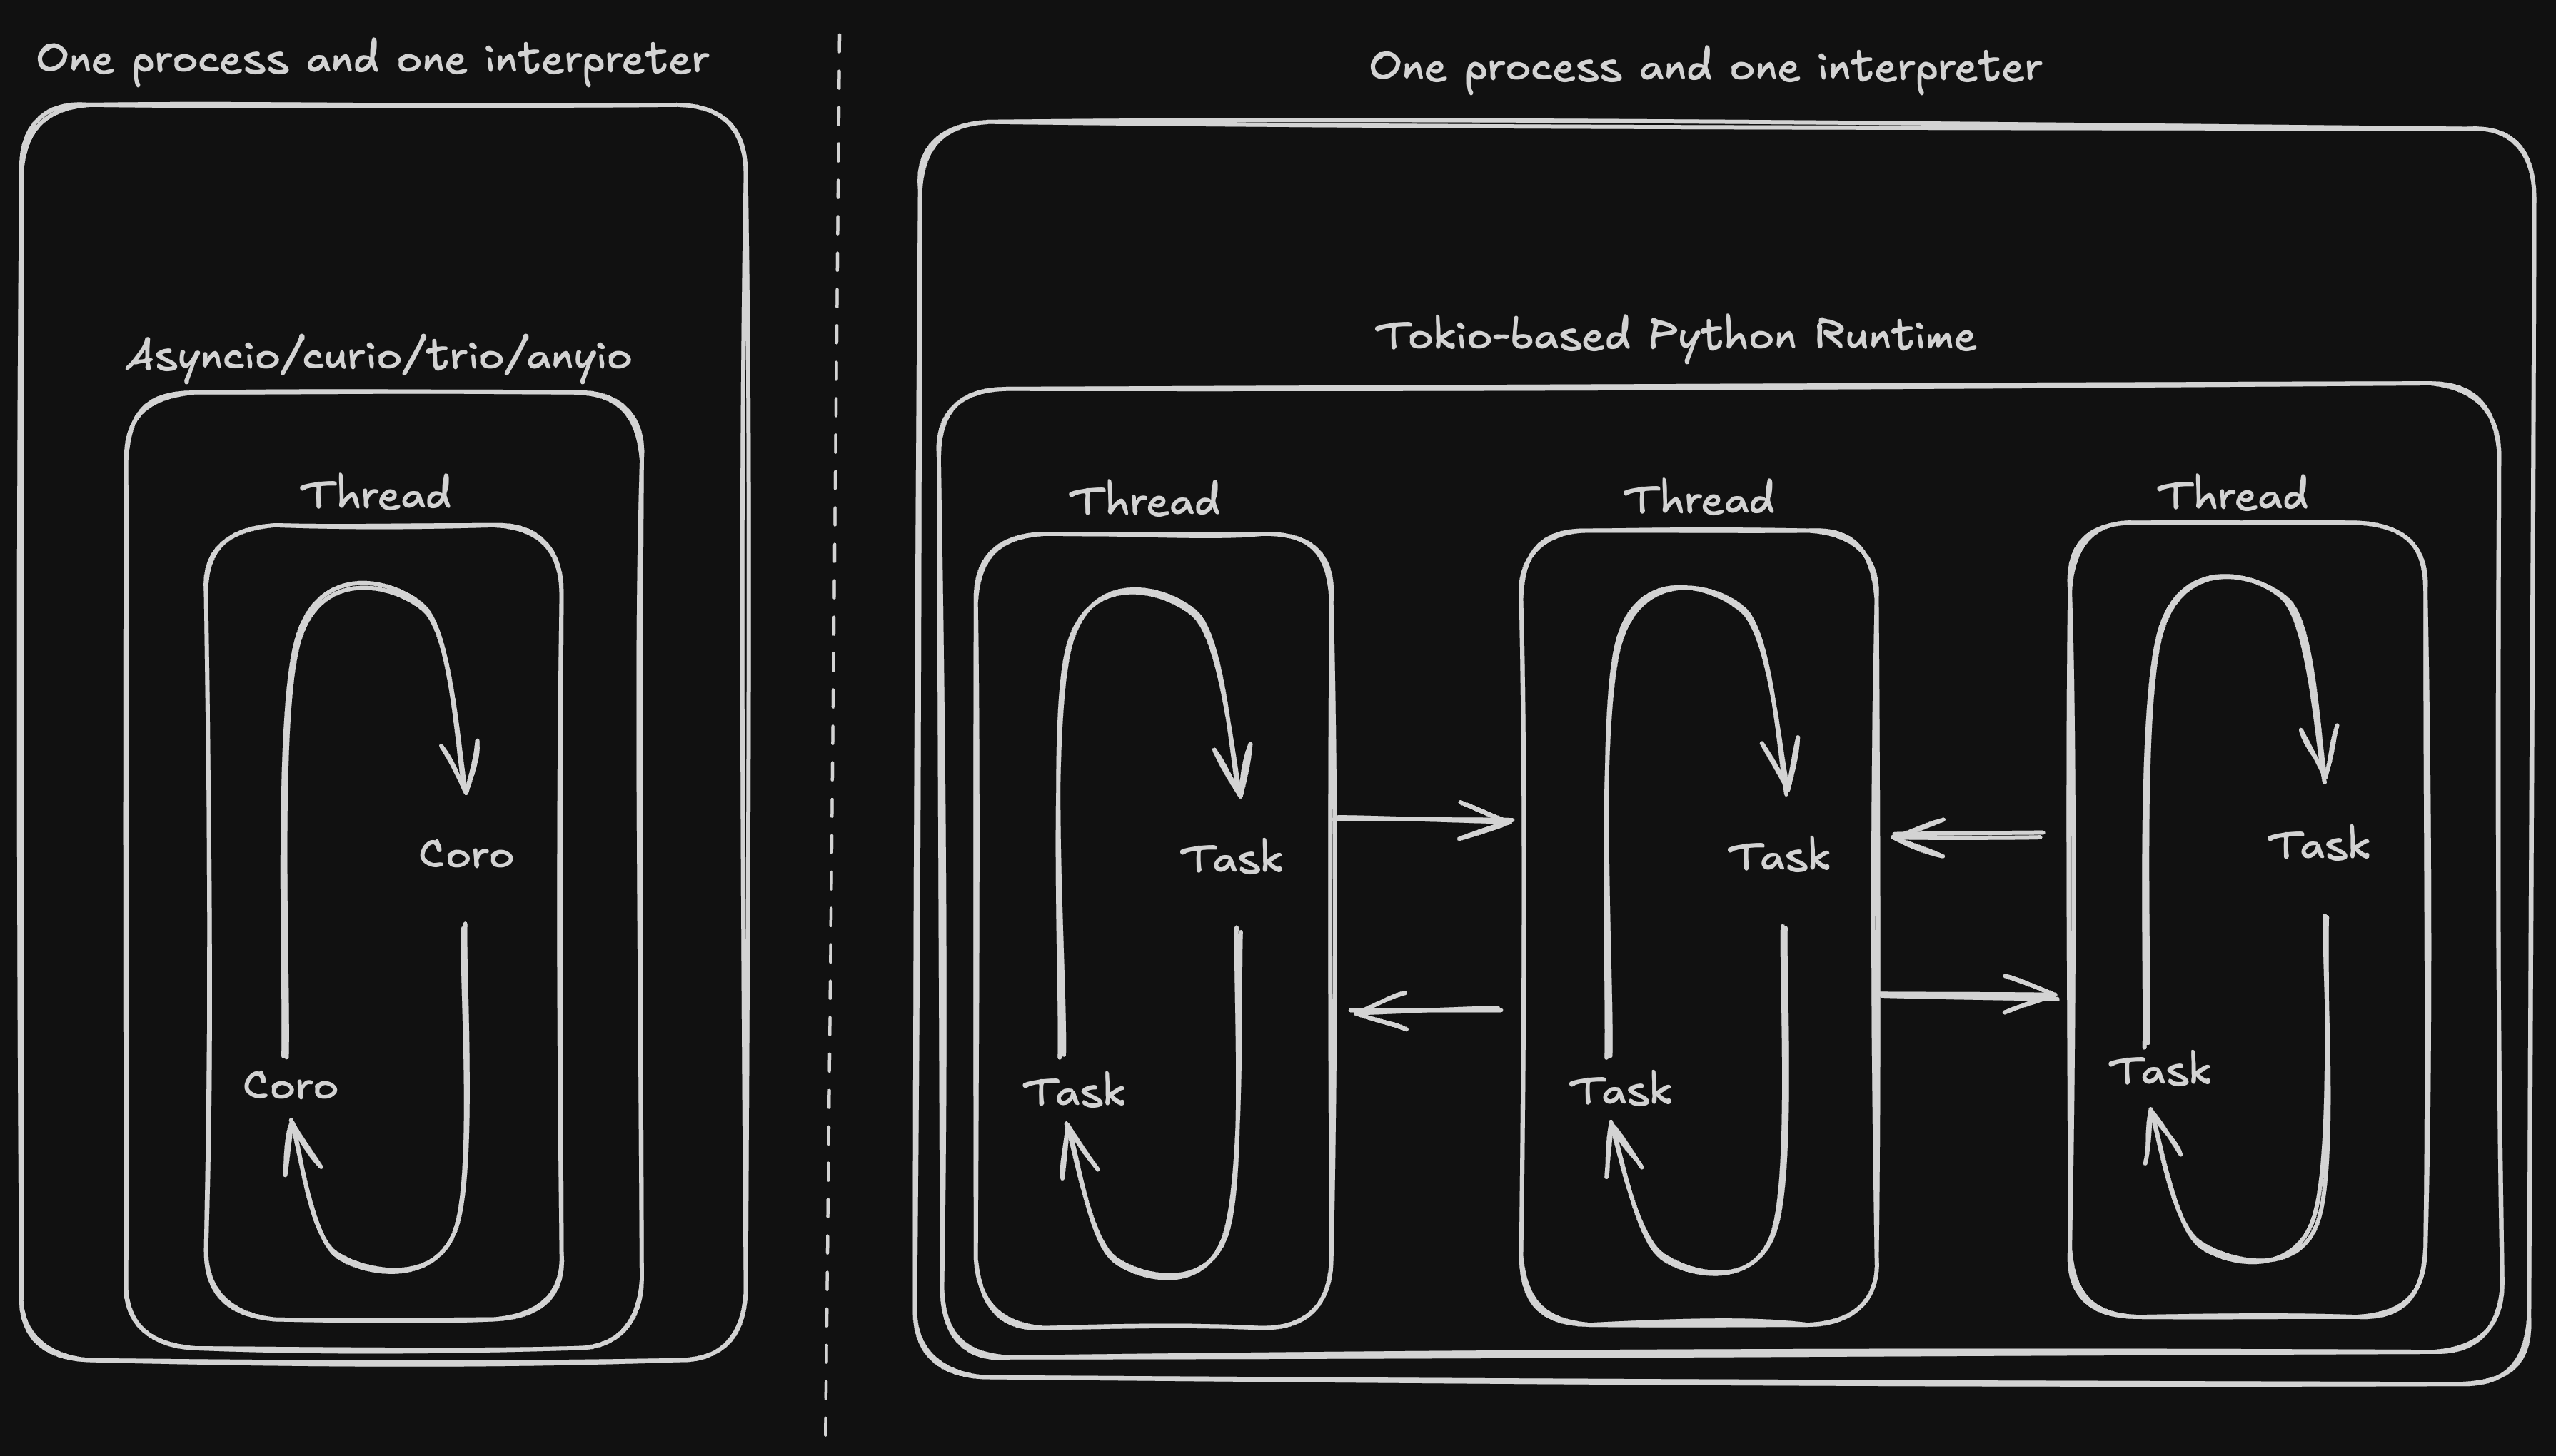 One process and one interpreter
Asyncio/curio/trio/anyio
Thread
Coro
Coro
One process and one interpreter
Tokio-based Python Runtime
Thread
Thread
Thread
Task
Task
Task
Task
Task
Task